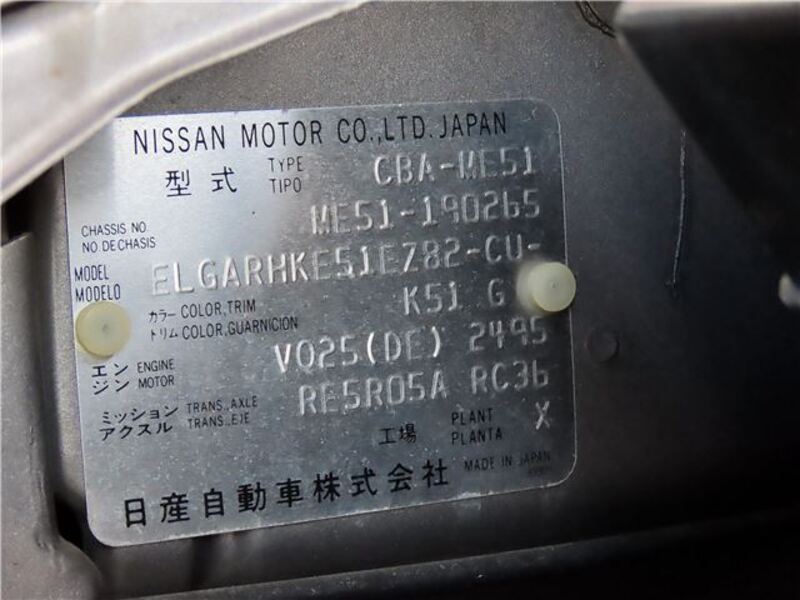 NISSAN MOTOR CO.,LTD. JAPAN
型式 TYPE TIPO CBA-ME51
CHASSIS NO. NO. DE CHASIS ME51-190265
MODEL MODELO ELGARHKE51EZ82-CU-
カラー COLOR,TRIM トリム COLOR,GUARNICION K51 G
エンジン ENGINE MOTOR VQ25(DE) 2495
ミッション TRANS.,AXLE アクスル TRANS.,EJE RE5R05A RC36
工場 PLANT PLANTA X
日産自動車株式会社 MADE IN JAPAN